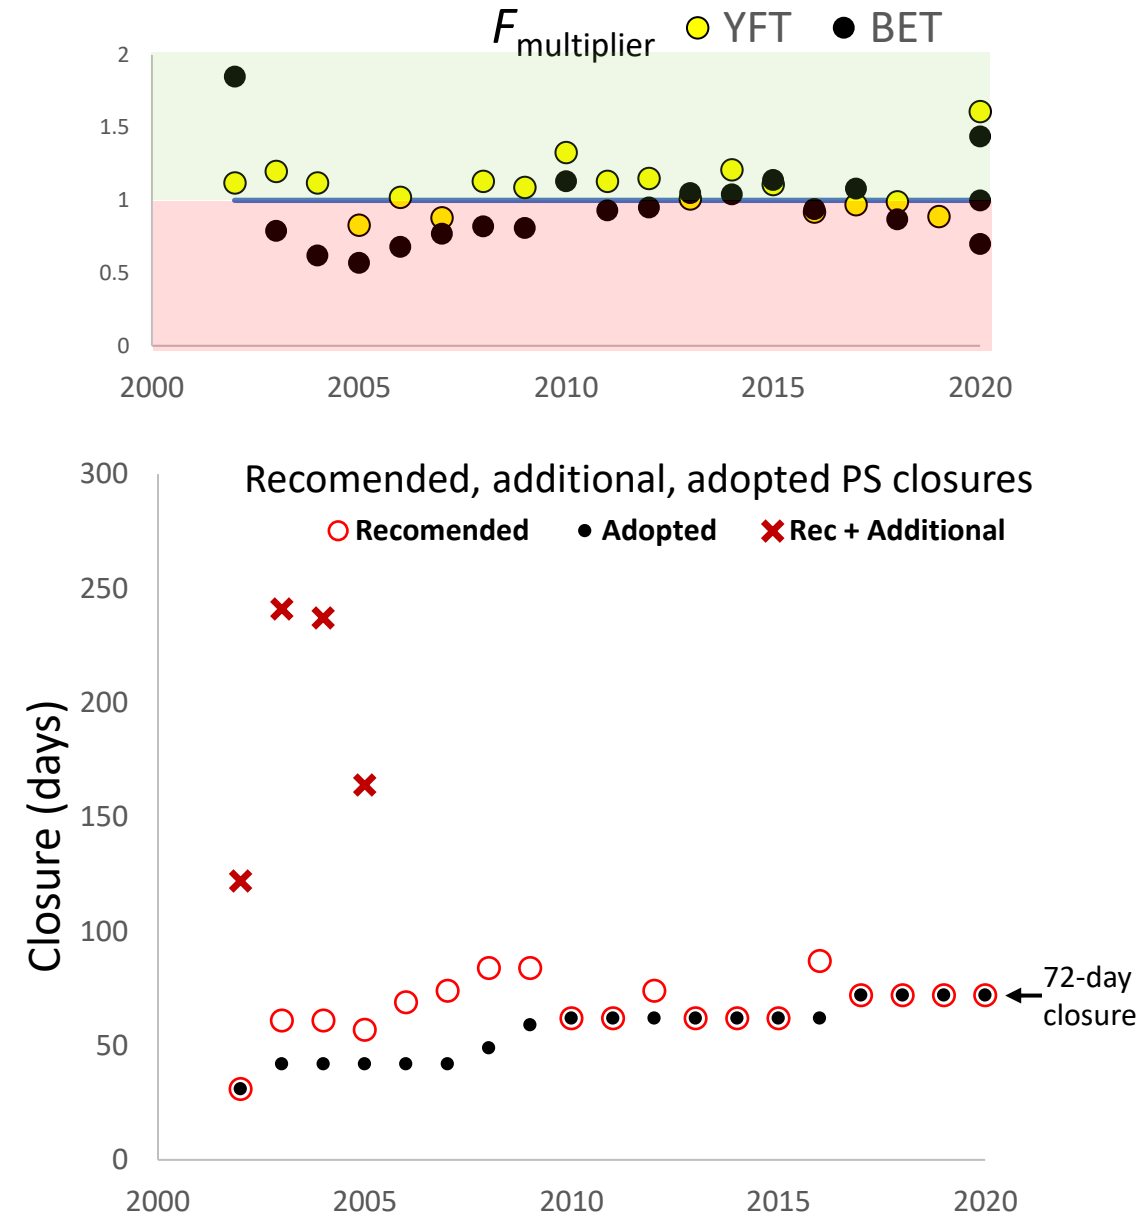 Fmultiplier YFT BET
2
1.5
1
0.5
0
2000 2005 2010 2015 2020
300
Recomended, additional, adopted PS closures
Recomended Adopted Rec + Additional
250
200
150
100
50
0
Closure (days)
72-day
closure
2000 2005 2010 2015 2020